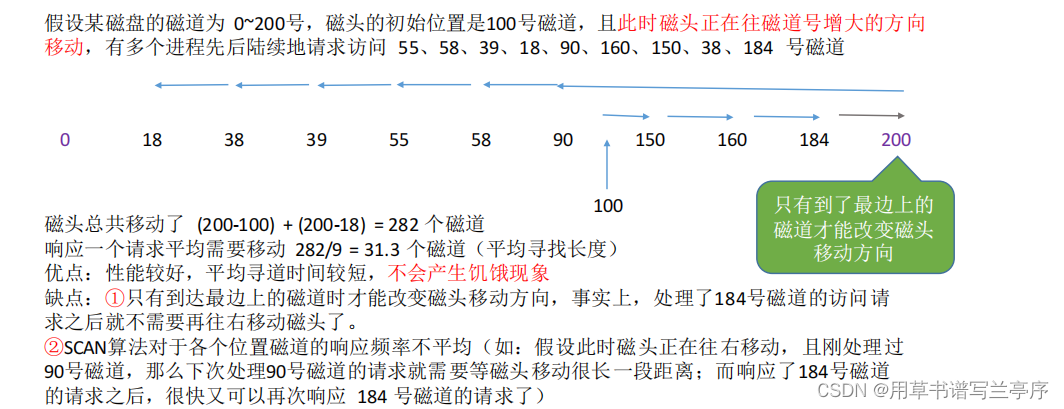 假设某磁盘的磁道为 0~200号，磁头的初始位置是100号磁道，且此时磁头正在往磁道号增大的方向
移动，有多个进程先后陆续地请求访问 55、58、39、18、90、160、150、38、184 号磁道
0 18 38 39 55 58 90 150 160 184 200
100
只有到了最边上的
磁道才能改变磁头
移动方向
磁头总共移动了 (200-100) + (200-18) = 282 个磁道
响应一个请求平均需要移动 282/9 = 31.3 个磁道（平均寻找长度）
优点：性能较好，平均寻道时间较短，不会产生饥饿现象
缺点：①只有到达最边上的磁道时才能改变磁头移动方向，事实上，处理了184号磁道的访问请
求之后就不需要再往右移动磁头了。
②SCAN算法对于各个位置磁道的响应频率不平均（如：假设此时磁头正在往右移动，且刚处理过
90号磁道，那么下次处理90号磁道的请求就需要等磁头移动很长一段距离；而响应了184号磁道
的请求之后，很快又可以再次响应 184 号磁道的请求了）
CSDN @用草书谱写兰亭序